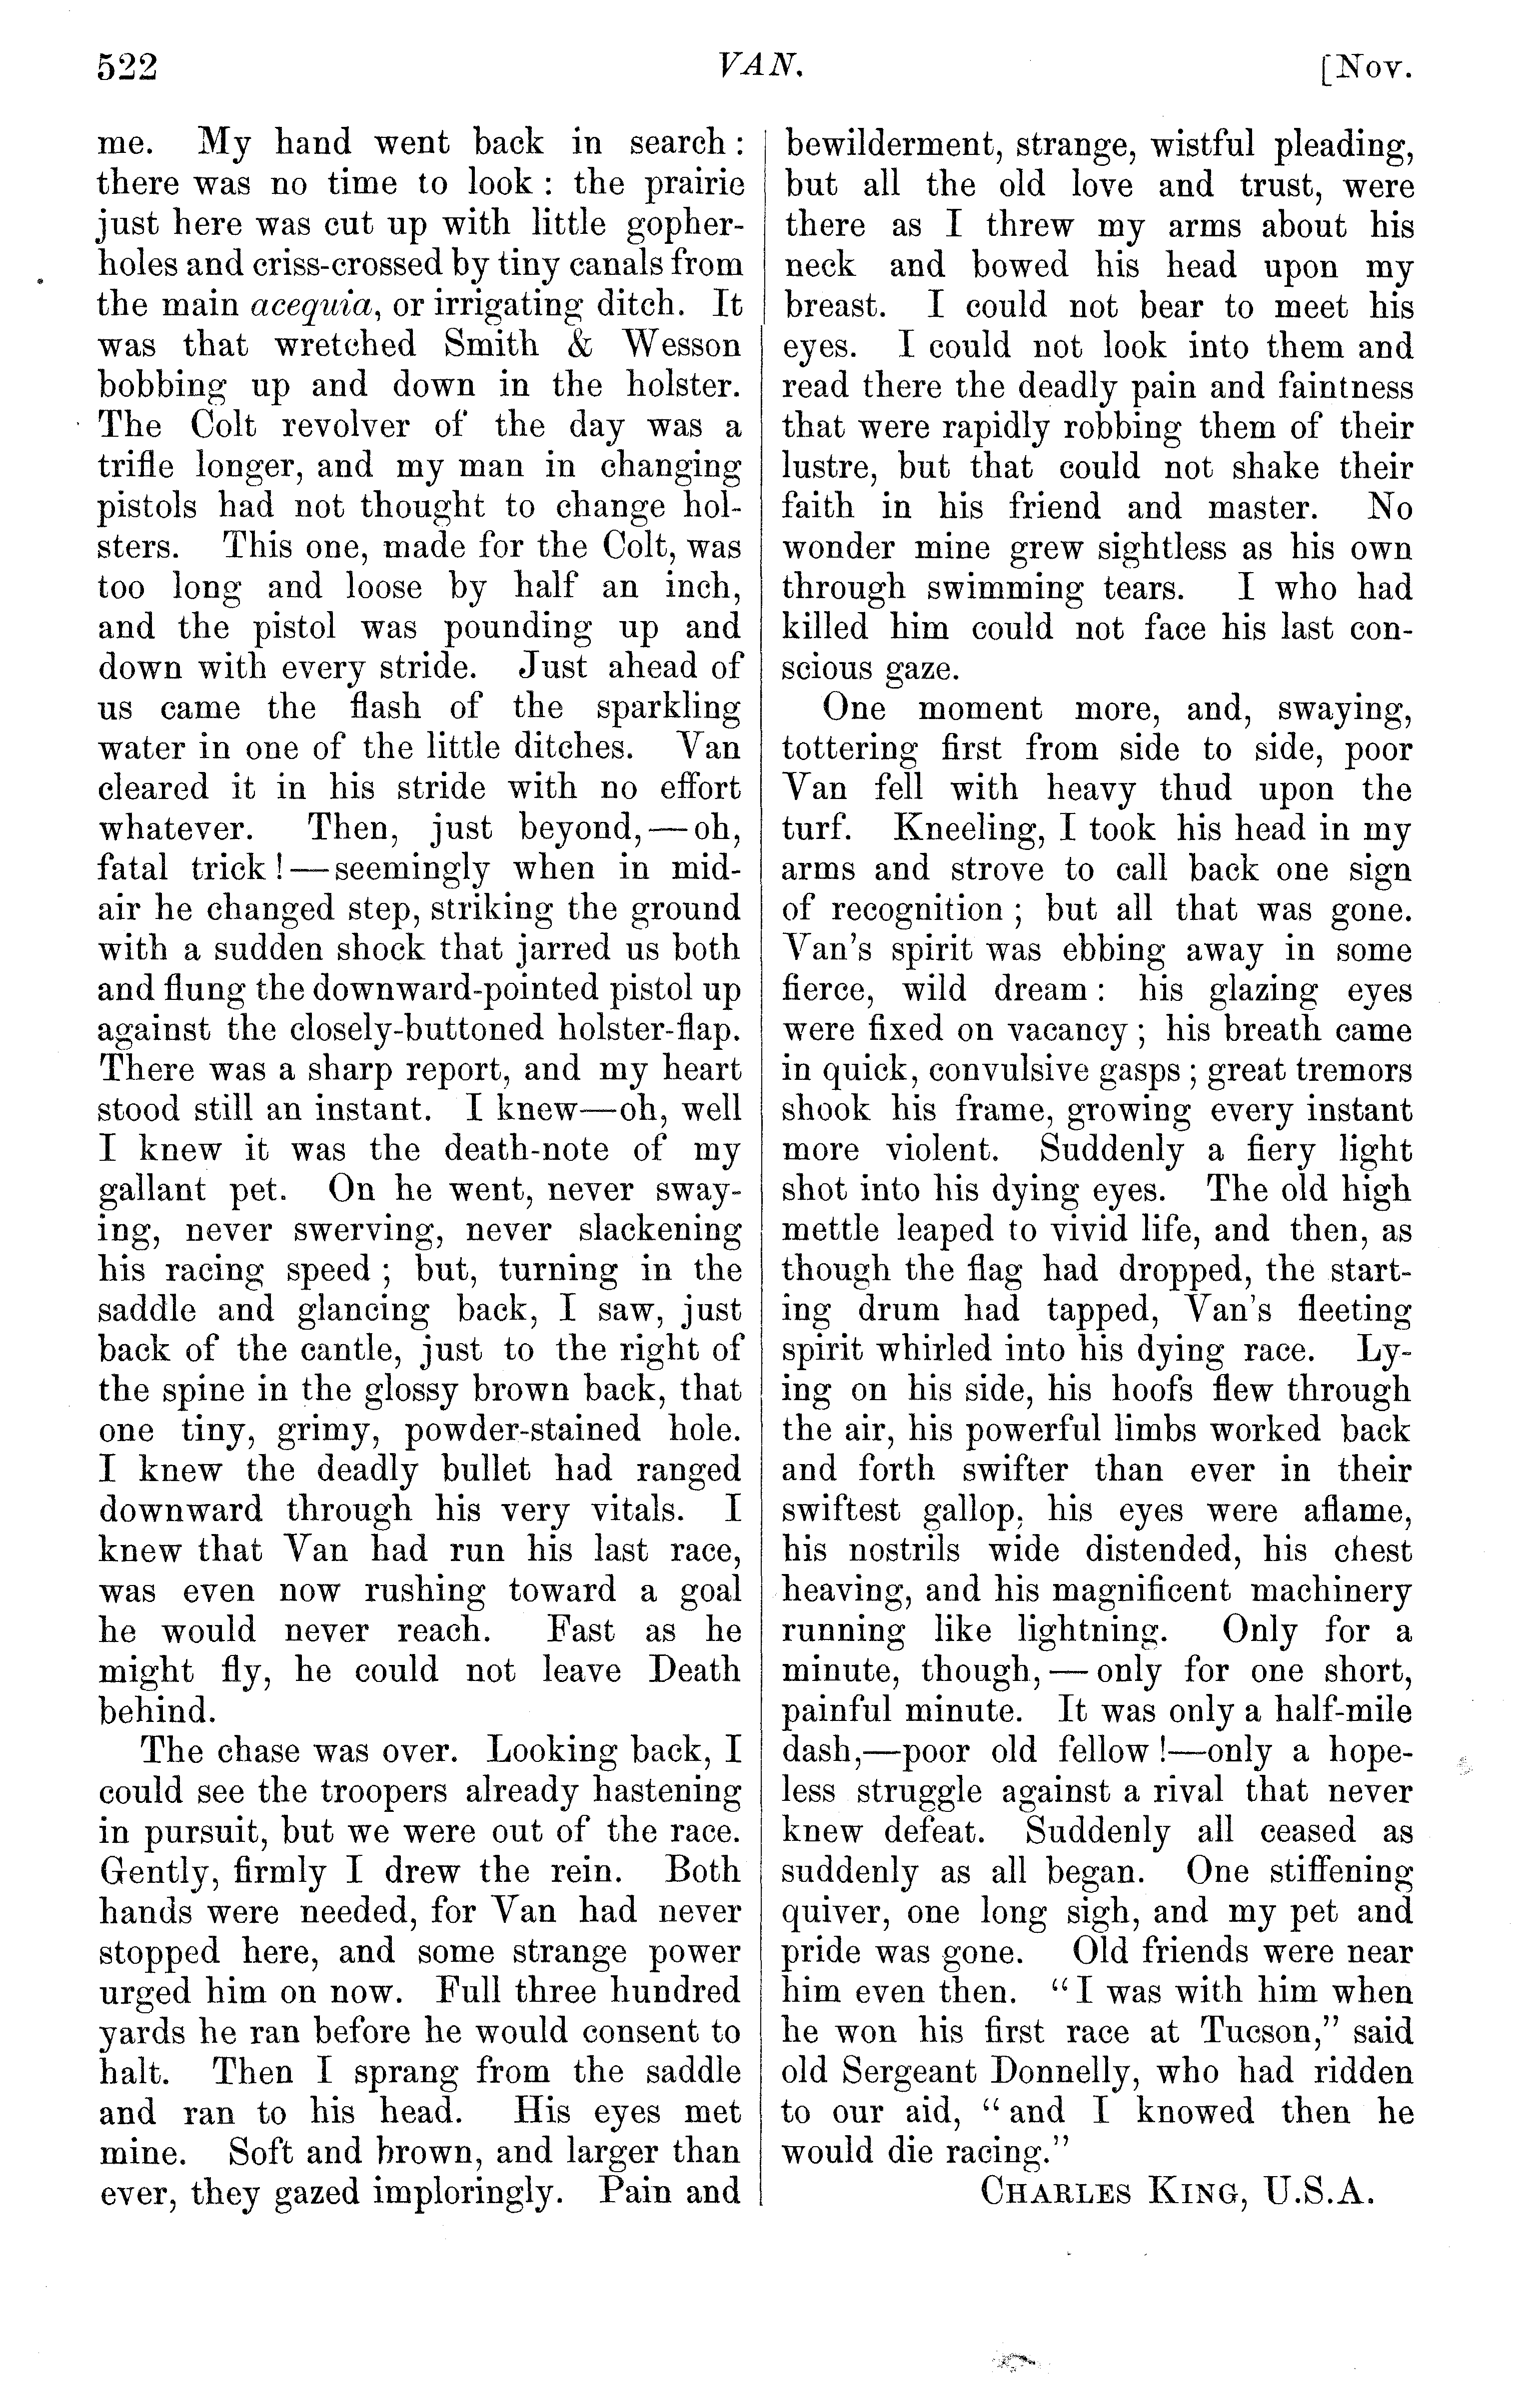 522
VAN.
[Nov.
me. My hand went back in search :
there was no time to look : the prairie
just here was cut up with little gopher-
holes and criss-crossed by tiny canals from
the main acequia, or irrigating ditch. It
was that wretched Smith & Wesson
bobbing up and down in the holster.
The Colt revolver of the day was a
trifle longer, and my man in changing
pistols had not thought to change hol-
sters. This one, made for the Colt, was
too long and loose by half an inch,
and the pistol was pounding up and
down with every stride. Just ahead of
us came the flash of the sparkling
water in one of the little ditches. Van
cleared it in his stride with no effort
whatever. Then, just beyond,—oh,
fatal trick !—seemingly when in mid-
air he changed step, striking the ground
with a sudden shock that jarred us both
and flung the downward-pointed pistol up
against the closely-buttoned holster-flap.
There was a sharp report, and my heart
stood still an instant. I knew—oh, well
I knew it was the death-note of my
gallant pet. On he went, never sway-
ing, never swerving, never slackening
his racing speed ; but, turning in the
saddle and glancing back, I saw, just
back of the cantle, just to the right of
the spine in the glossy brown back, that
one tiny, grimy, powder-stained hole.
I knew the deadly bullet had ranged
downward through his very vitals. I
knew that Van had run his last race,
was even now rushing toward a goal
he would never reach. Fast as he
might fly, he could not leave Death
behind.
The chase was over. Looking back, I
could see the troopers already hastening
in pursuit, but we were out of the race.
Gently, firmly I drew the rein. Both
hands were needed, for Van had never
stopped here, and some strange power
urged him on now. Full three hundred
yards he ran before he would consent to
halt. Then I sprang from the saddle
and ran to his head. His eyes met
mine. Soft and brown, and larger than
ever, they gazed imploringly. Pain and
bewilderment, strange, wistful pleading,
but all the old love and trust, were
there as I threw my arms about his
neck and bowed his head upon my
breast. I could not bear to meet his
eyes. I could not look into them and
read there the deadly pain and faintness
that were rapidly robbing them of their
lustre, but that could not shake their
faith in his friend and master. No
wonder mine grew sightless as his own
through swimming tears. I who had
killed him could not face his last con-
scious gaze.
One moment more, and, swaying,
tottering first from side to side, poor
Van fell with heavy thud upon the
turf. Kneeling, I took his head in my
arms and strove to call back one sign
of recognition ; but all that was gone.
Van's spirit was ebbing away in some
fierce, wild dream : his glazing eyes
were fixed on vacancy ; his breath came
in quick, convulsive gasps ; great tremors
shook his frame, growing every instant
more violent. Suddenly a fiery light
shot into his dying eyes. The old high
mettle leaped to vivid life, and then, as
though the flag had dropped, the start-
ing drum had tapped, Van's fleeting
spirit whirled into his dying race. Ly-
ing on his side, his hoofs flew through
the air, his powerful limbs worked back
and forth swifter than ever in their
swiftest gallop, his eyes were aflame,
his nostrils wide distended, his chest
heaving, and his magnificent machinery
running like lightning. Only for a
minute, though,—only for one short,
painful minute. It was only a half-mile
dash,—poor old fellow !—only a hope-
less struggle against a rival that never
knew defeat. Suddenly all ceased as
suddenly as all began. One stiffening
quiver, one long sigh, and my pet and
pride was gone. Old friends were near
him even then. "I was with him when
he won his first race at Tucson," said
old Sergeant Donnelly, who had ridden
to our aid, "and I knowed then he
would die racing."
CHARLES KING, U.S.A.